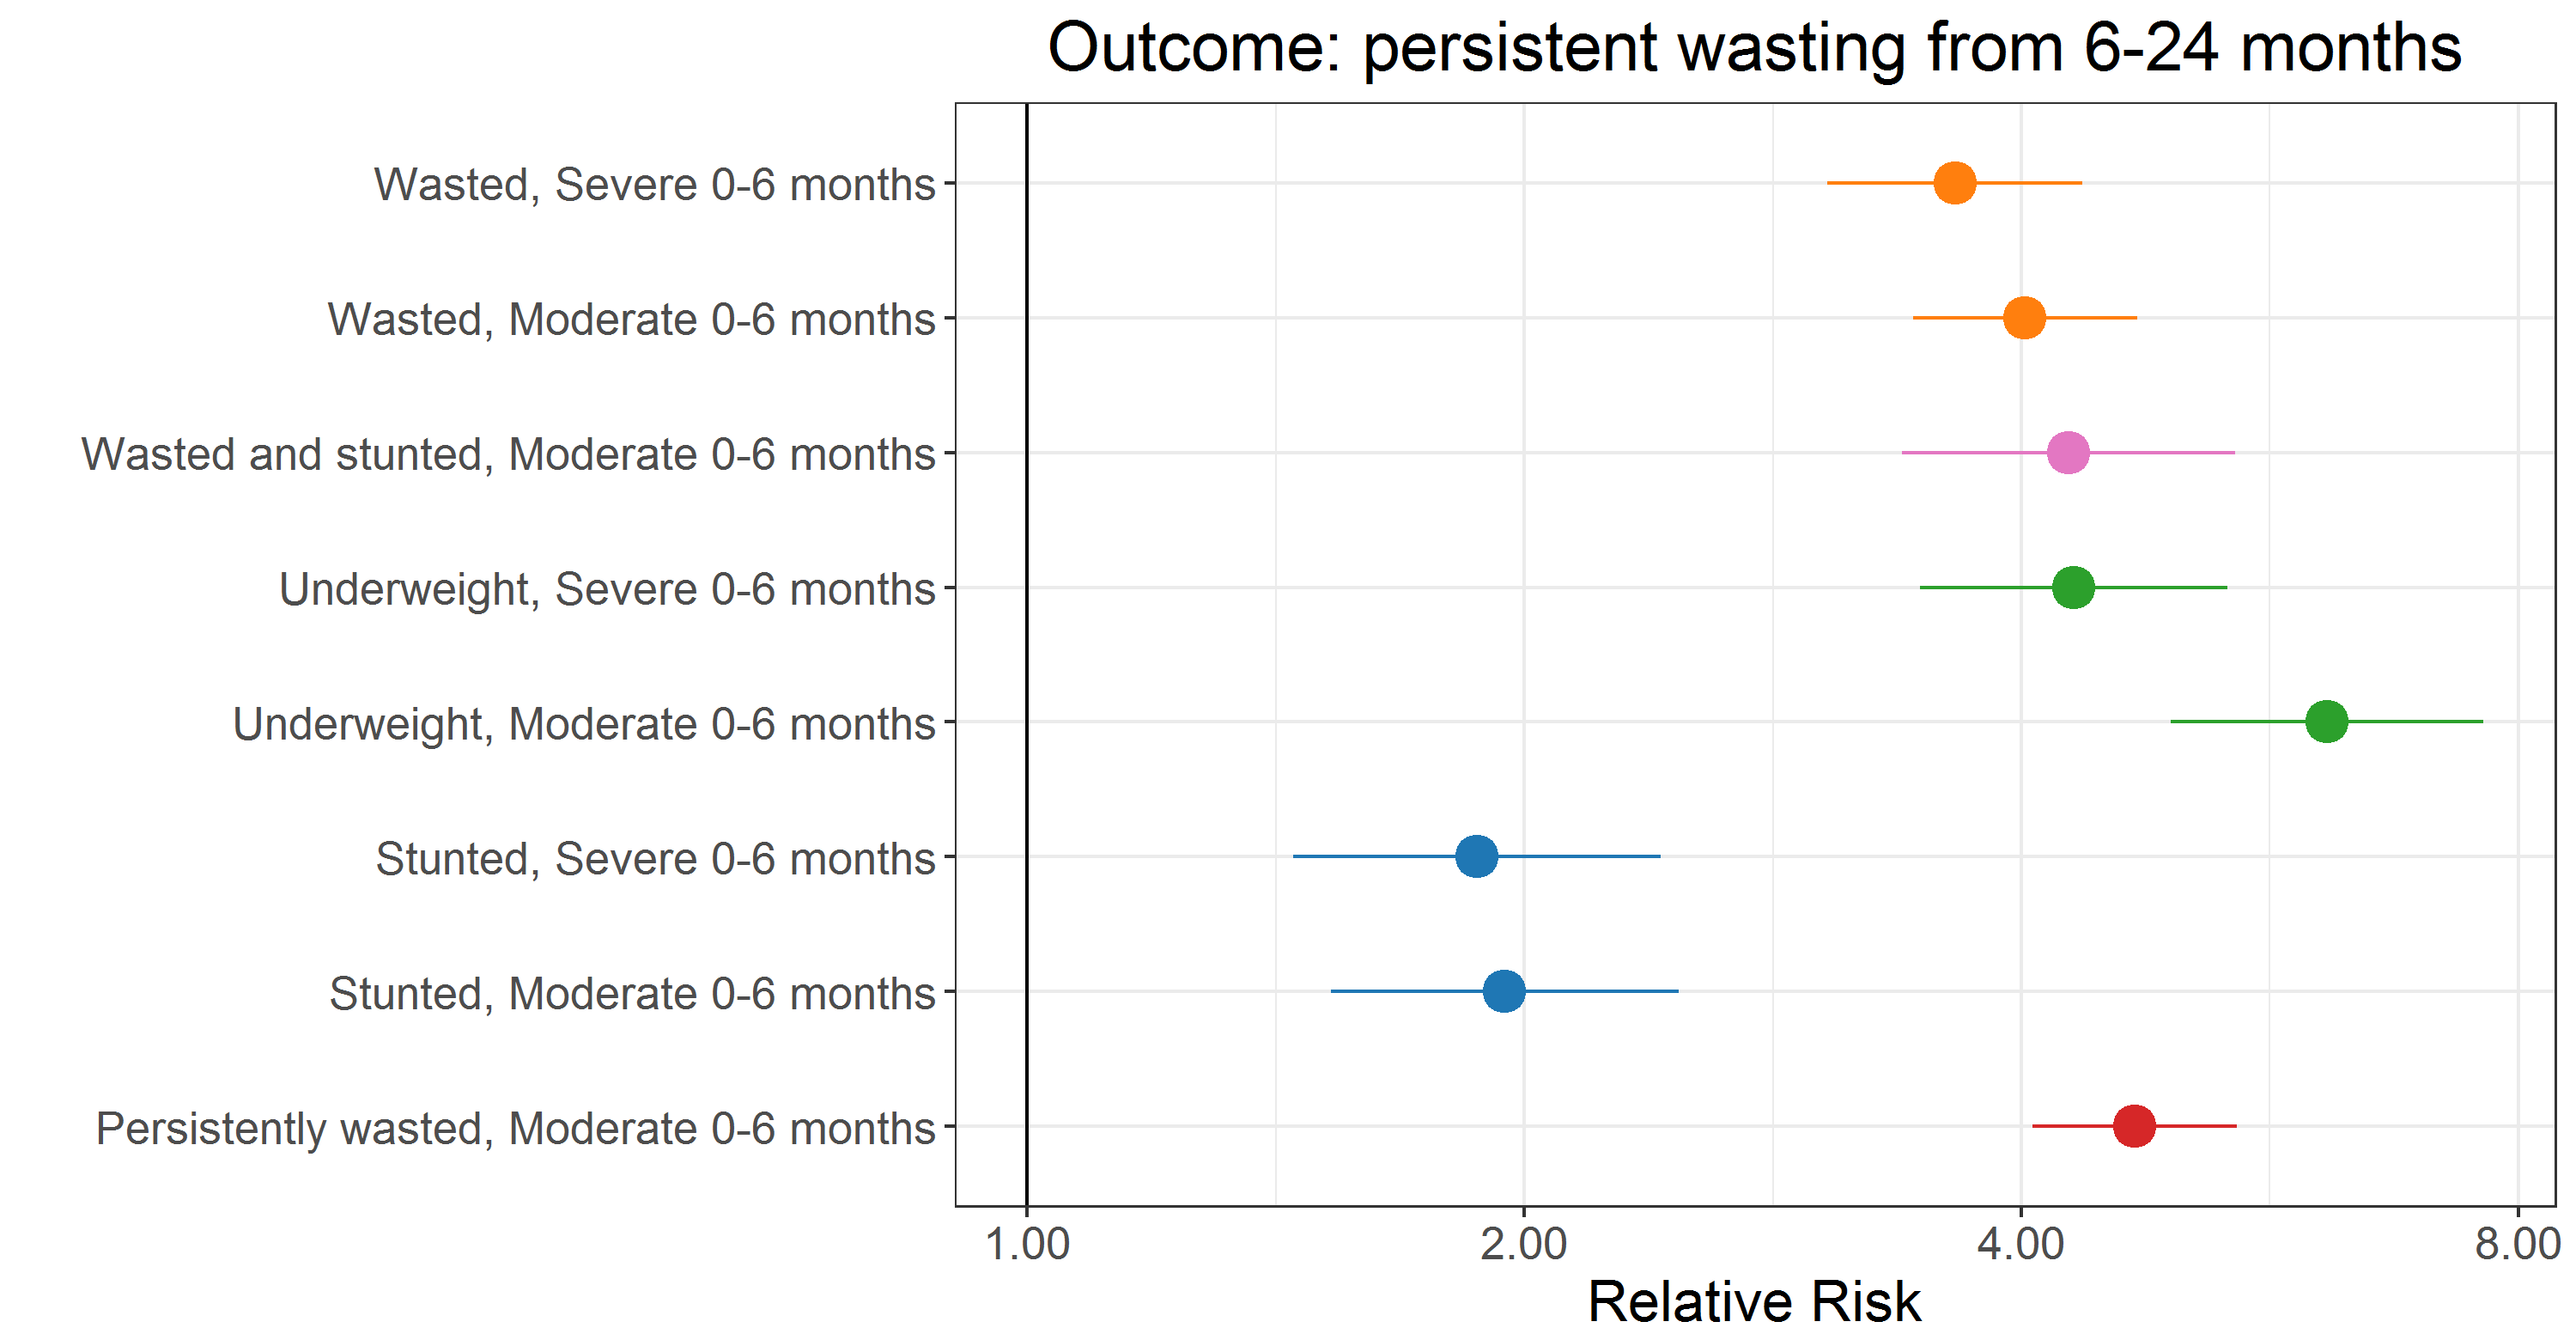 Outcome: persistent wasting from 6-24 months
Wasted, Severe 0-6 months
Wasted, Moderate 0-6 months
Wasted and stunted, Moderate 0-6 months
Underweight, Severe 0-6 months
Underweight, Moderate 0-6 months
Stunted, Severe 0-6 months
Stunted, Moderate 0-6 months
Persistently wasted, Moderate 0-6 months
1.00 2.00 4.00 8.00
Relative Risk